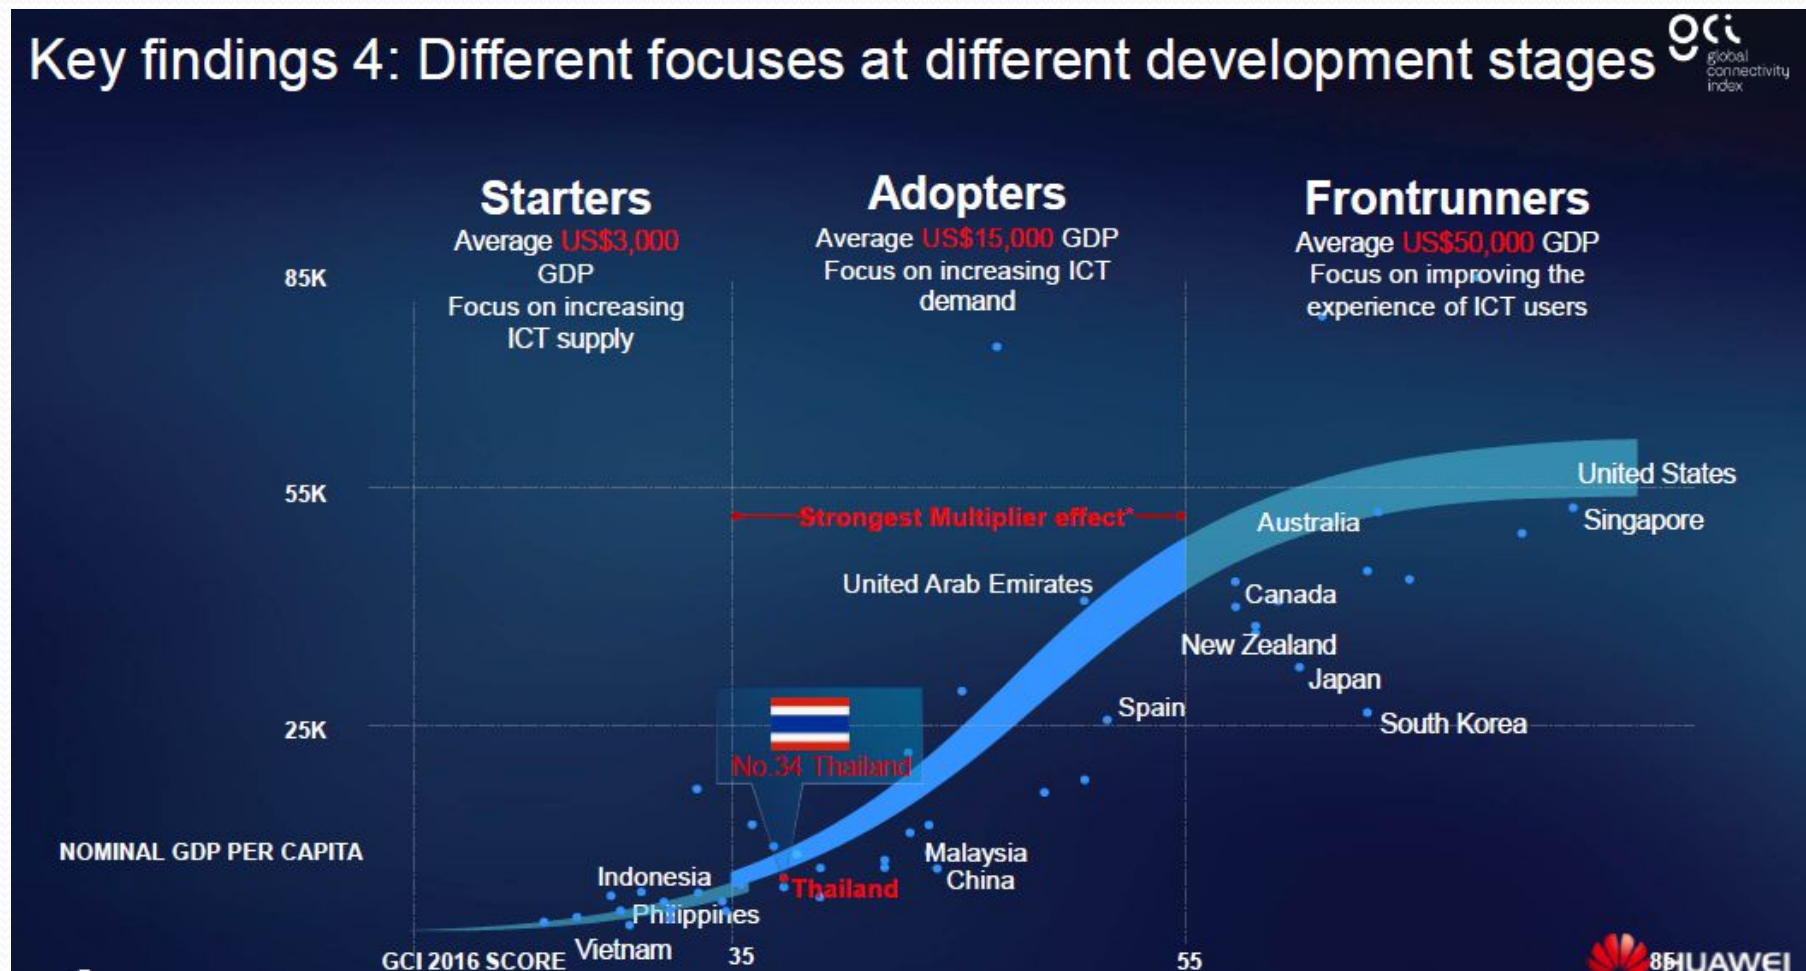 Key findings 4: Different focuses at different development stages
gci
global
connectivity
index
Starters
Average US$3,000
GDP
Focus on increasing
ICT supply
Adopters
Average US$15,000 GDP
Focus on increasing ICT
demand
Frontrunners
Average US$50,000 GDP
Focus on improving the
experience of ICT users
85K
55K
United States
Strongest Multiplier effect*
Australia
Singapore
United Arab Emirates
Canada
New Zealand
Japan
Spain
South Korea
25K
No.34 Thailand
NOMINAL GDP PER CAPITA
Malaysia
Indonesia
China
Thailand
Philippines
Vietnam
GCI 2016 SCORE
35
55
85
HUAWEI